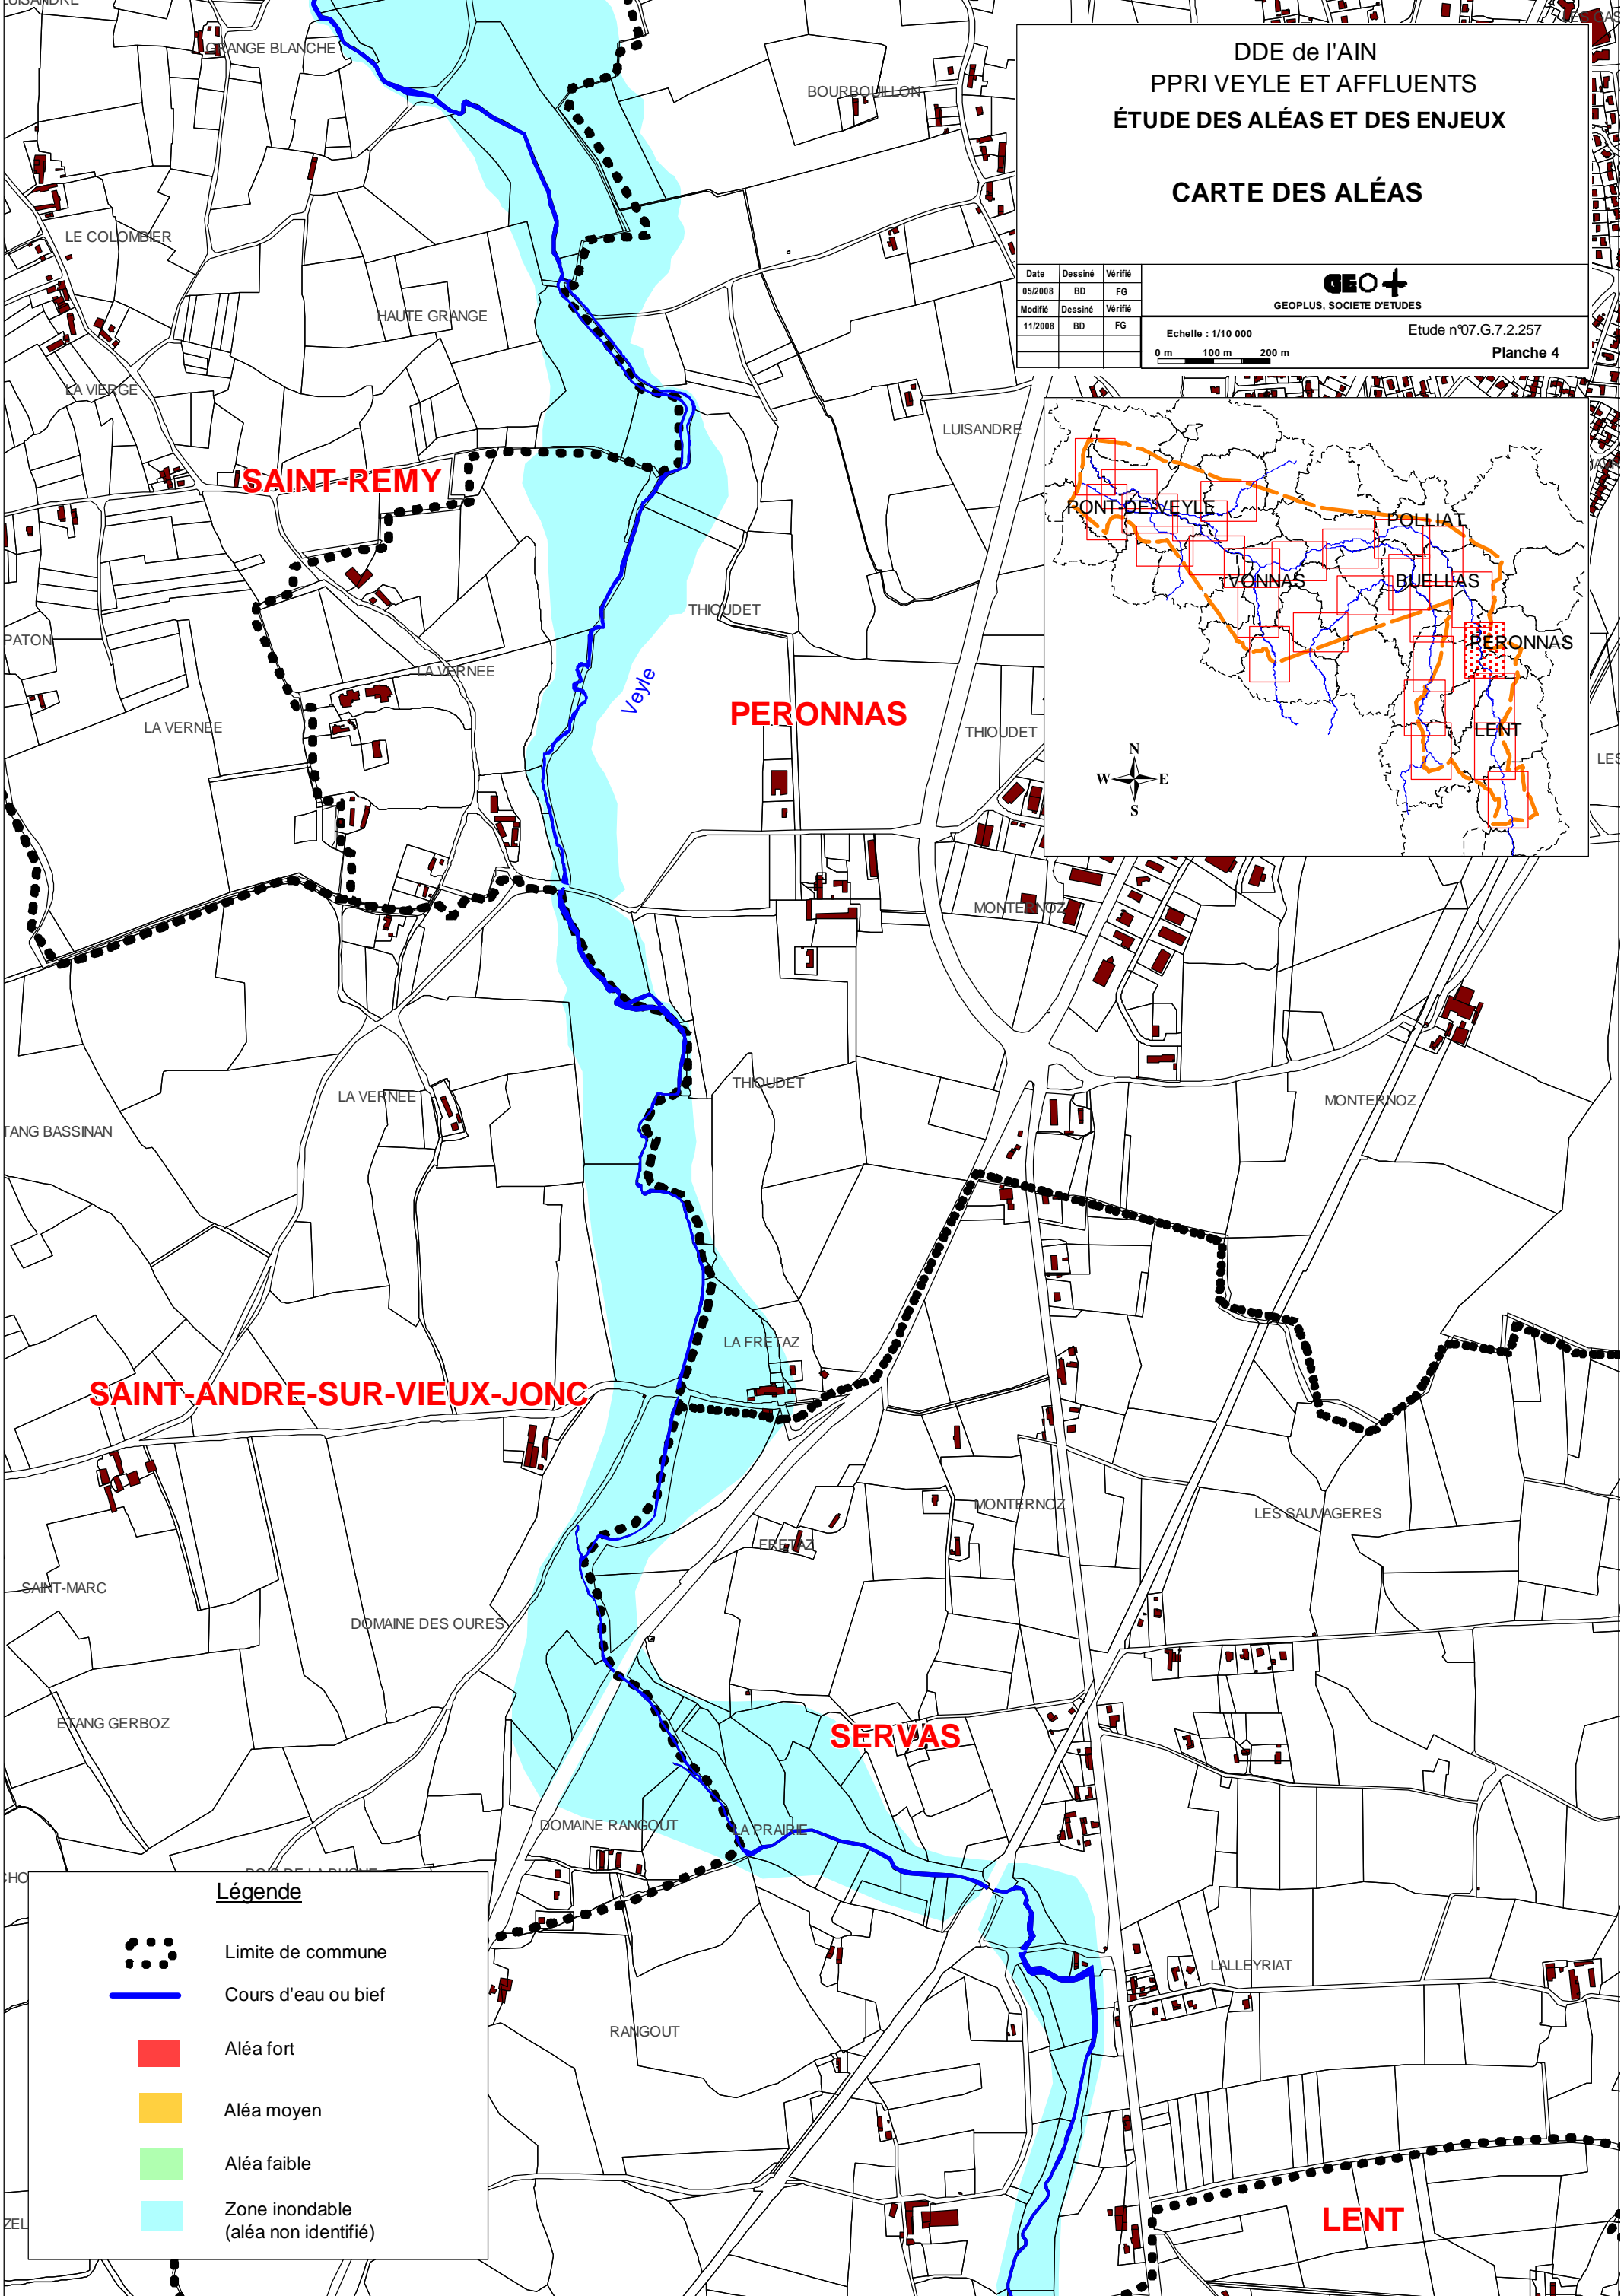 DDE de l'AIN
PPRI VEYLE ET AFFLUENTS
ÉTUDE DES ALÉAS ET DES ENJEUX
CARTE DES ALÉAS
Date Dessiné Vérifié
05/2008 BD FG
Modifié Dessiné Vérifié
11/2008 BD FG
GEO+
GEOPLUS, SOCIETE D'ETUDES
Echelle : 1/10 000
0 m 100 m 200 m
Etude n°07.G.7.2.257
Planche 4
PONT-DE-VEYLE
POLLIAT
VONNAS
BUELLAS
PERONNAS
LENT
N
W E
S
GRANGE BLANCHE
BOURBOUILLON
LE COLOMBIER
HAUTE GRANGE
LA VIERGE
LUISANDRE
SAINT-REMY
THIOUDET
PATON
LA VERNEE
Veyle
PERONNAS
LA VERNEE
THIOUDET
LES
MONTERNOZ
THIOUDET
LA VERNEE
MONTERNOZ
TANG BASSINAN
LA FRETAZ
SAINT-ANDRE-SUR-VIEUX-JONC
MONTERNOZ
LES SAUVAGERES
FRETAZ
SAINT-MARC
DOMAINE DES OURES
ETANG GERBOZ
SERVAS
DOMAINE RANGOUT
LA PRAIRIE
LALLEYRIAT
RANGOUT
LENT
Légende
Limite de commune
Cours d'eau ou bief
Aléa fort
Aléa moyen
Aléa faible
Zone inondable
(aléa non identifié)
ZEL